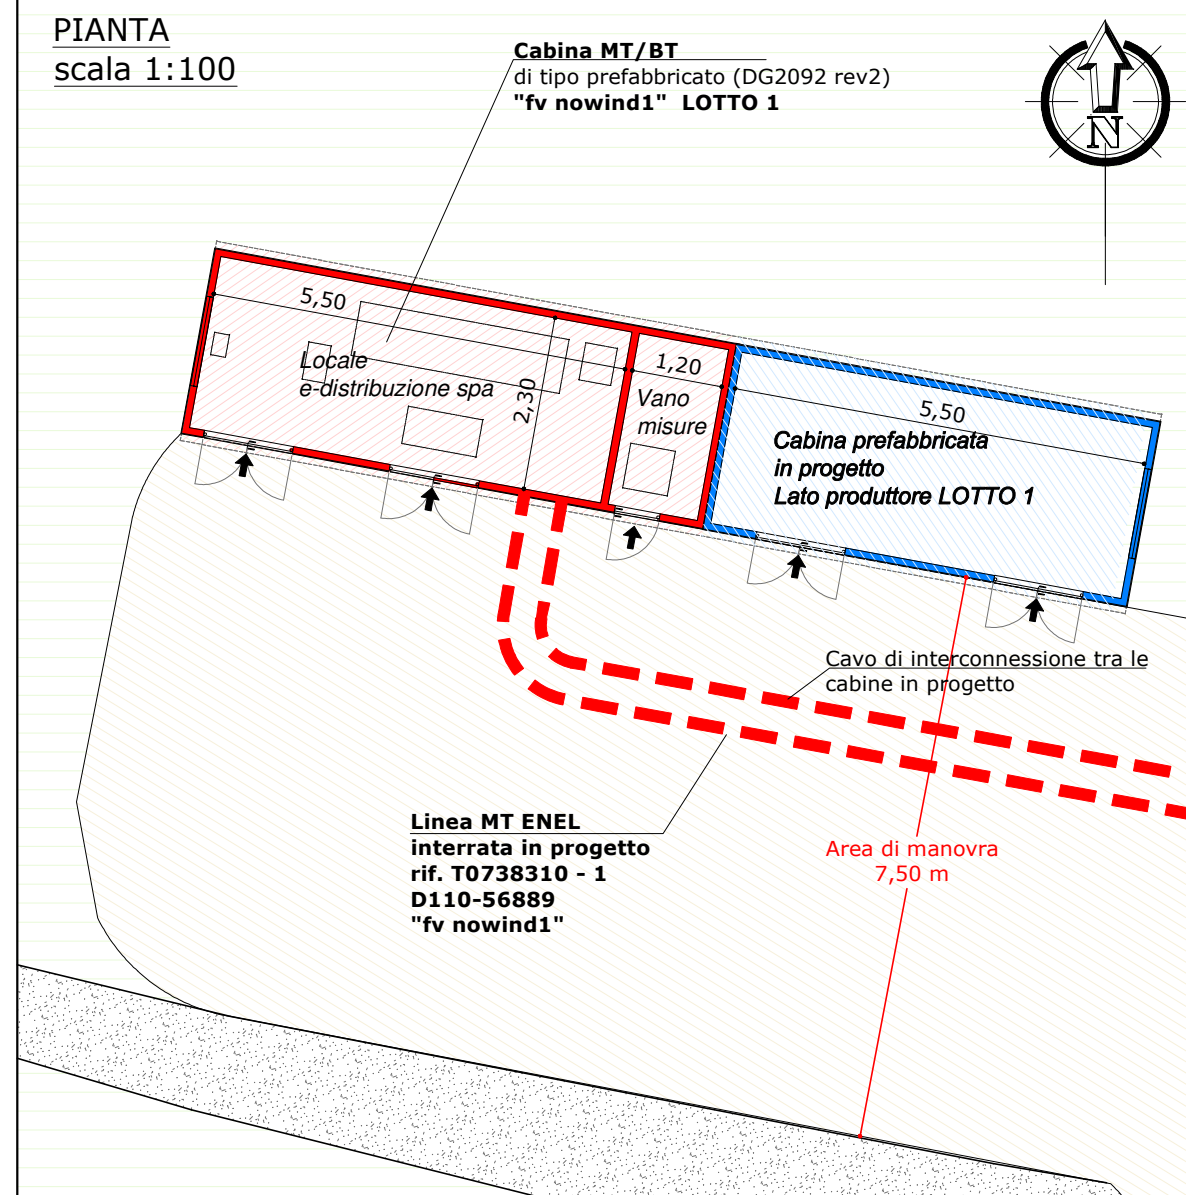 PIANTA
scala 1:100
Cabina MT/BT
di tipo prefabbricato (DG2092 rev2)
"fv nowind1" LOTTO 1
N
5,50
Locale
e-distribuzione spa
2,30
1,20
Vano
misure
5,50
Cabina prefabbricata
in progetto
Lato produttore LOTTO 1
Cavo di interconnessione tra le
cabine in progetto
Linea MT ENEL
interrata in progetto
rif. T0738310 - 1
D110-56889
"fv nowind1"
Area di manovra
7,50 m